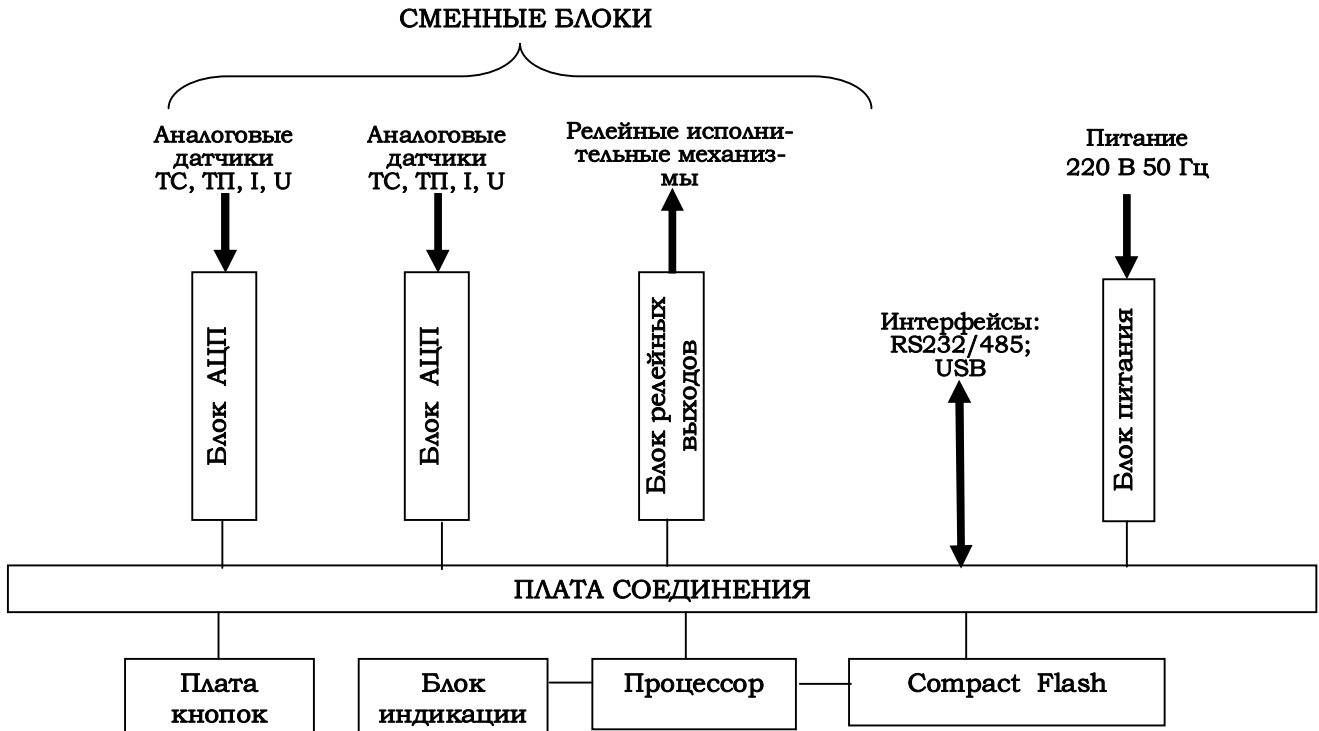 СМЕННЫЕ БЛОКИ
Аналоговые
датчики
ТС, ТП, I, U
Аналоговые
датчики
ТС, ТП, I, U
Релейные исполни-
тельные механиз-
мы
Питание
220 В 50 Гц
Блок АЦП
Блок АЦП
Блок релейных
выходов
Интерфейсы:
RS232/485;
USB
Блок питания
ПЛАТА СОЕДИНЕНИЯ
Плата
кнопок
Блок
индикации
Процессор
Compact Flash